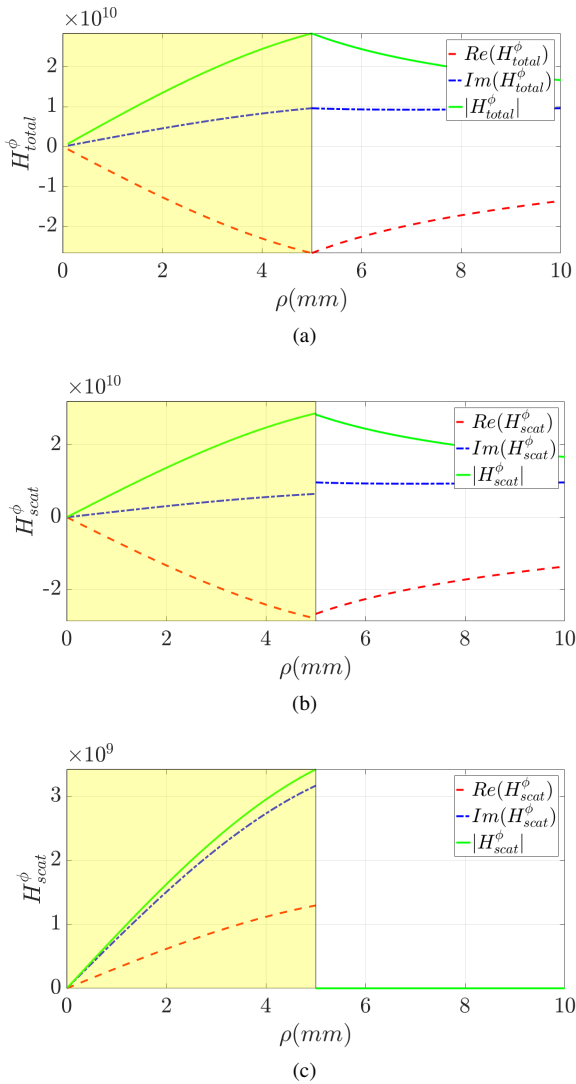 ×10^10
2
1
0
-1
-2
H^ϕ_total
Re(H^ϕ_total)
Im(H^ϕ_total)
|H^ϕ_total|
0 2 4 6 8 10
ρ(mm)
(a)
×10^10
2
0
-2
H^ϕ_scat
Re(H^ϕ_scat)
Im(H^ϕ_scat)
|H^ϕ_scat|
0 2 4 6 8 10
ρ(mm)
(b)
×10^9
3
2
1
0
H^ϕ_scat
Re(H^ϕ_scat)
Im(H^ϕ_scat)
|H^ϕ_scat|
0 2 4 6 8 10
ρ(mm)
(c)